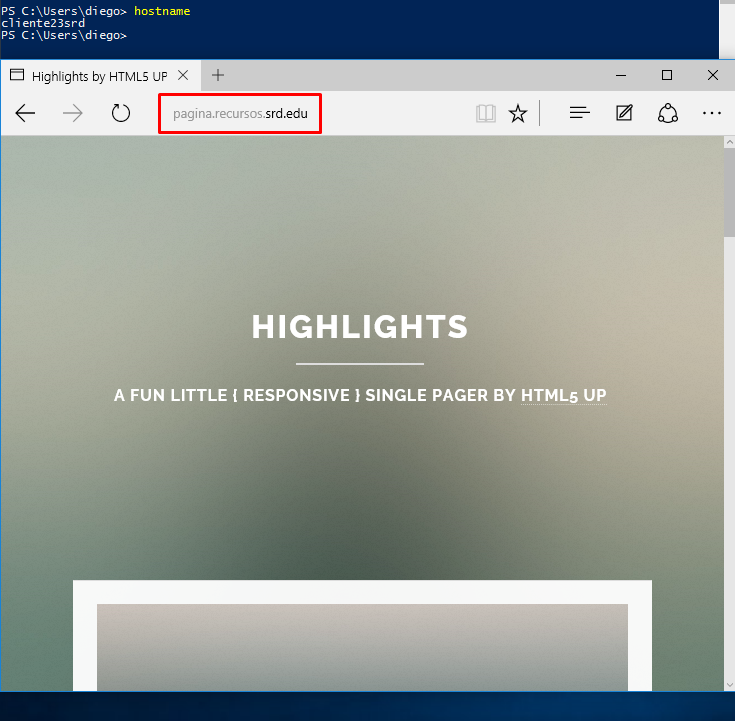 PS C:\Users\diego> hostname
cliente23srd
PS C:\Users\diego>
Highlights by HTML5 UP
pagina.recursos.srd.edu
HIGHLIGHTS
A FUN LITTLE { RESPONSIVE } SINGLE PAGER BY HTML5 UP